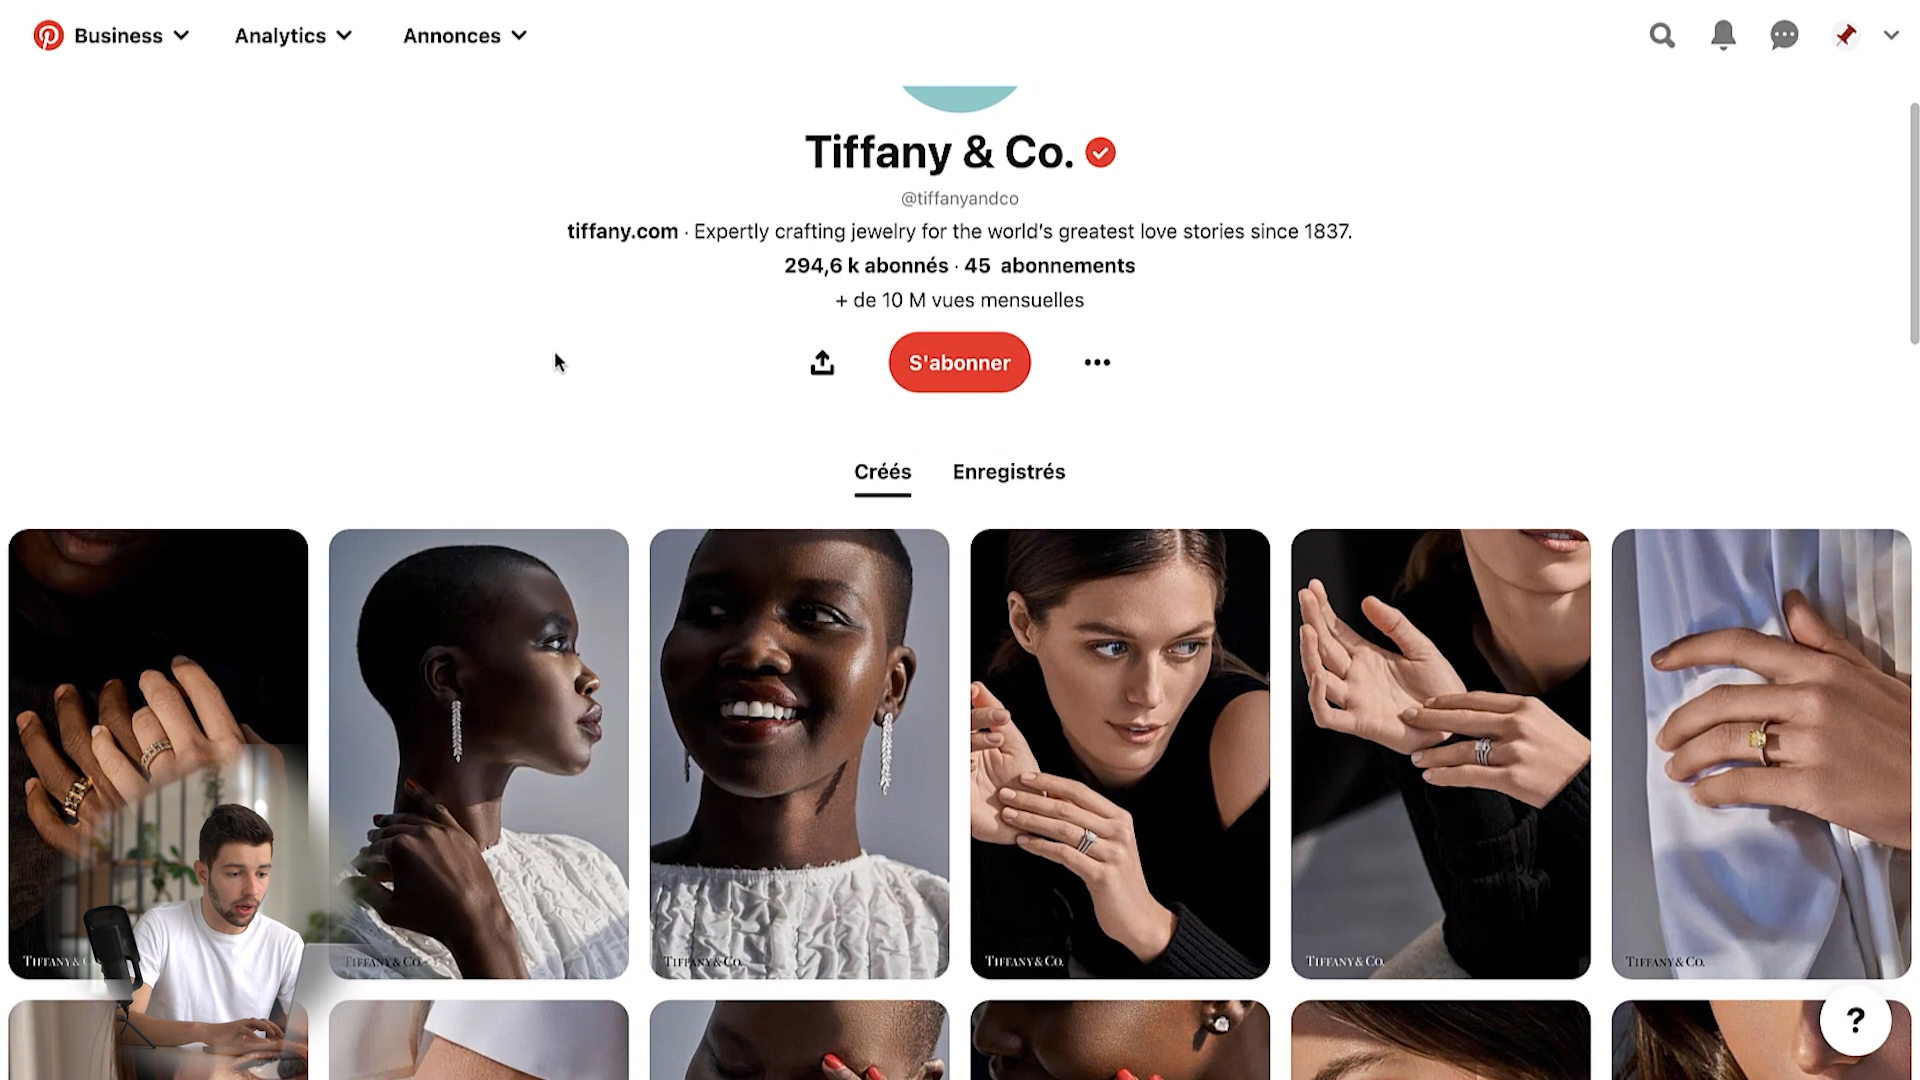 Business
Analytics
Annonces
Tiffany & Co.
@tiffanyandco
tiffany.com · Expertly crafting jewelry for the world's greatest love stories since 1837.
294,6 k abonnés · 45 abonnements
+ de 10 M vues mensuelles
S'abonner
Créés
Enregistrés
TIFFANY & C
TIFFANY & CO.
TIFFANY & CO.
TIFFANY & CO.
TIFFANY & CO.
TIFFANY & CO.
?